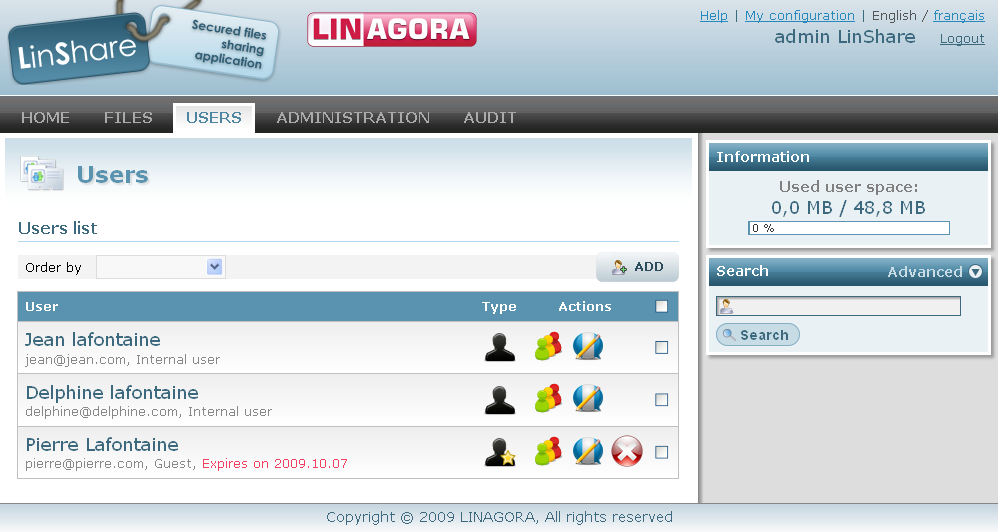 LinShare
Secured files
sharing
application
LINAGORA
Help | My configuration | English / français
admin LinShare Logout
HOME FILES USERS ADMINISTRATION AUDIT
Users
Users list
Order by
ADD
User Type Actions
Jean lafontaine
jean@jean.com, Internal user
Delphine lafontaine
delphine@delphine.com, Internal user
Pierre Lafontaine
pierre@pierre.com, Guest, Expires on 2009.10.07
Information
Used user space:
0,0 MB / 48,8 MB
0 %
Search Advanced
Search
Copyright © 2009 LINAGORA, All rights reserved